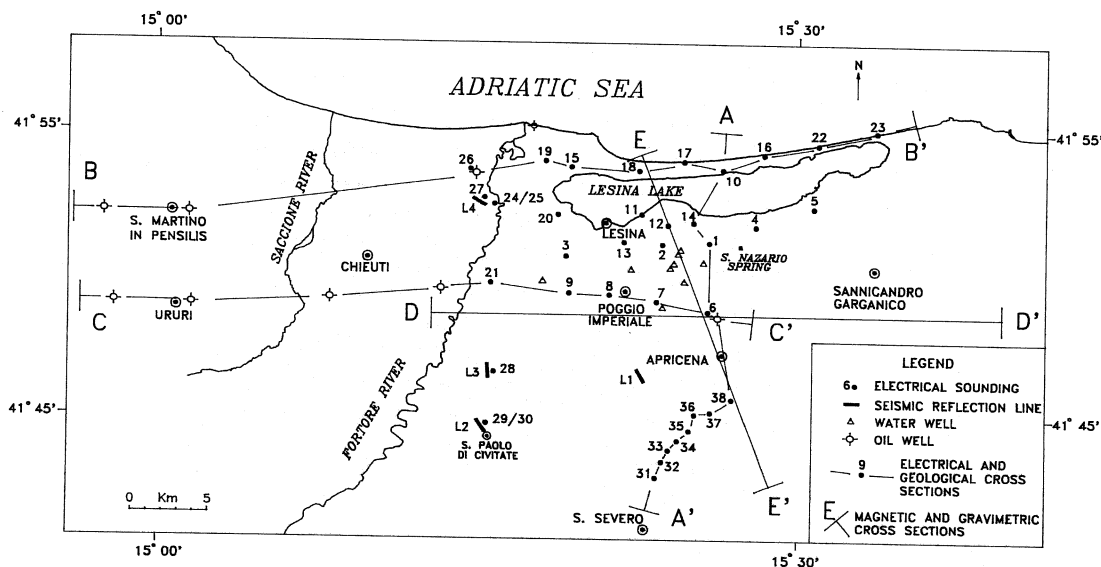 15° 00'
15° 30'
N
ADRIATIC SEA
41° 55'
41° 55'
A
E
B
B'
23
22
16
17
18
10
19
15
26
27
24/25
L4
LESINA LAKE
SACCIONE RIVER
S. MARTINO
IN PENSILIS
20
11
12
14
4
5
LESINA
13
2
1
3
S. NAZARIO
SPRING
CHIEUTI
SANNICANDRO
GARGANICO
21
9
8
7
6
C
URURI
D
POGGIO
IMPERIALE
C'
D'
APRICENA
L3
28
L1
FORTORE RIVER
41° 45'
41° 45'
L2
29/30
S. PAOLO
DI CIVITATE
38
37
36
35
34
33
32
31
0 Km 5
A'
E'
S. SEVERO
LEGEND
6 ELECTRICAL SOUNDING
SEISMIC REFLECTION LINE
WATER WELL
OIL WELL
9 ELECTRICAL AND
GEOLOGICAL CROSS
SECTIONS
E MAGNETIC AND GRAVIMETRIC
CROSS SECTIONS
15° 00'
15° 30'